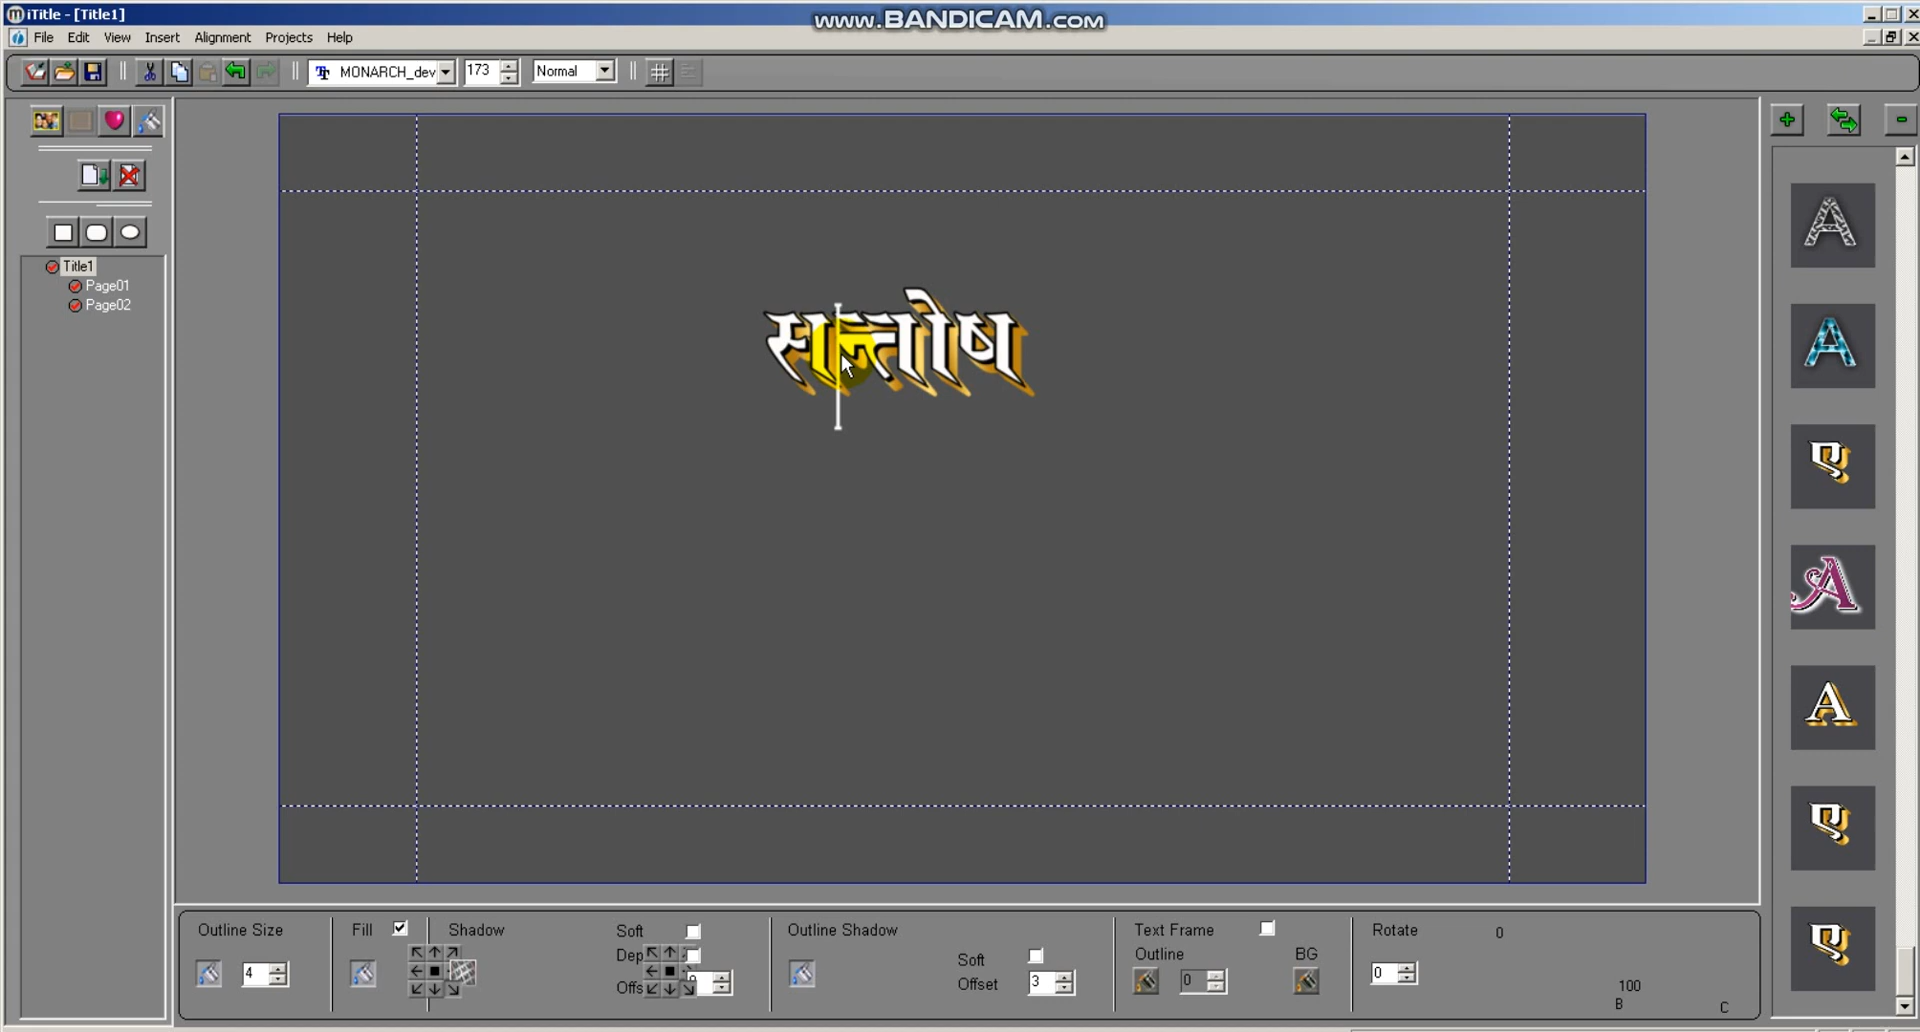 iTitle - [Title1]
www.BANDICAM.com
File Edit View Insert Alignment Projects Help
MONARCH_dev 173 Normal
Title1
Page01
Page02
सन्तोष
A
A
ए
A
A
ए
ए
Outline Size Fill Shadow Soft Outline Shadow Text Frame Rotate 0
Dep Soft Outline BG
4 Offs Offset 3 0 0
100
B C